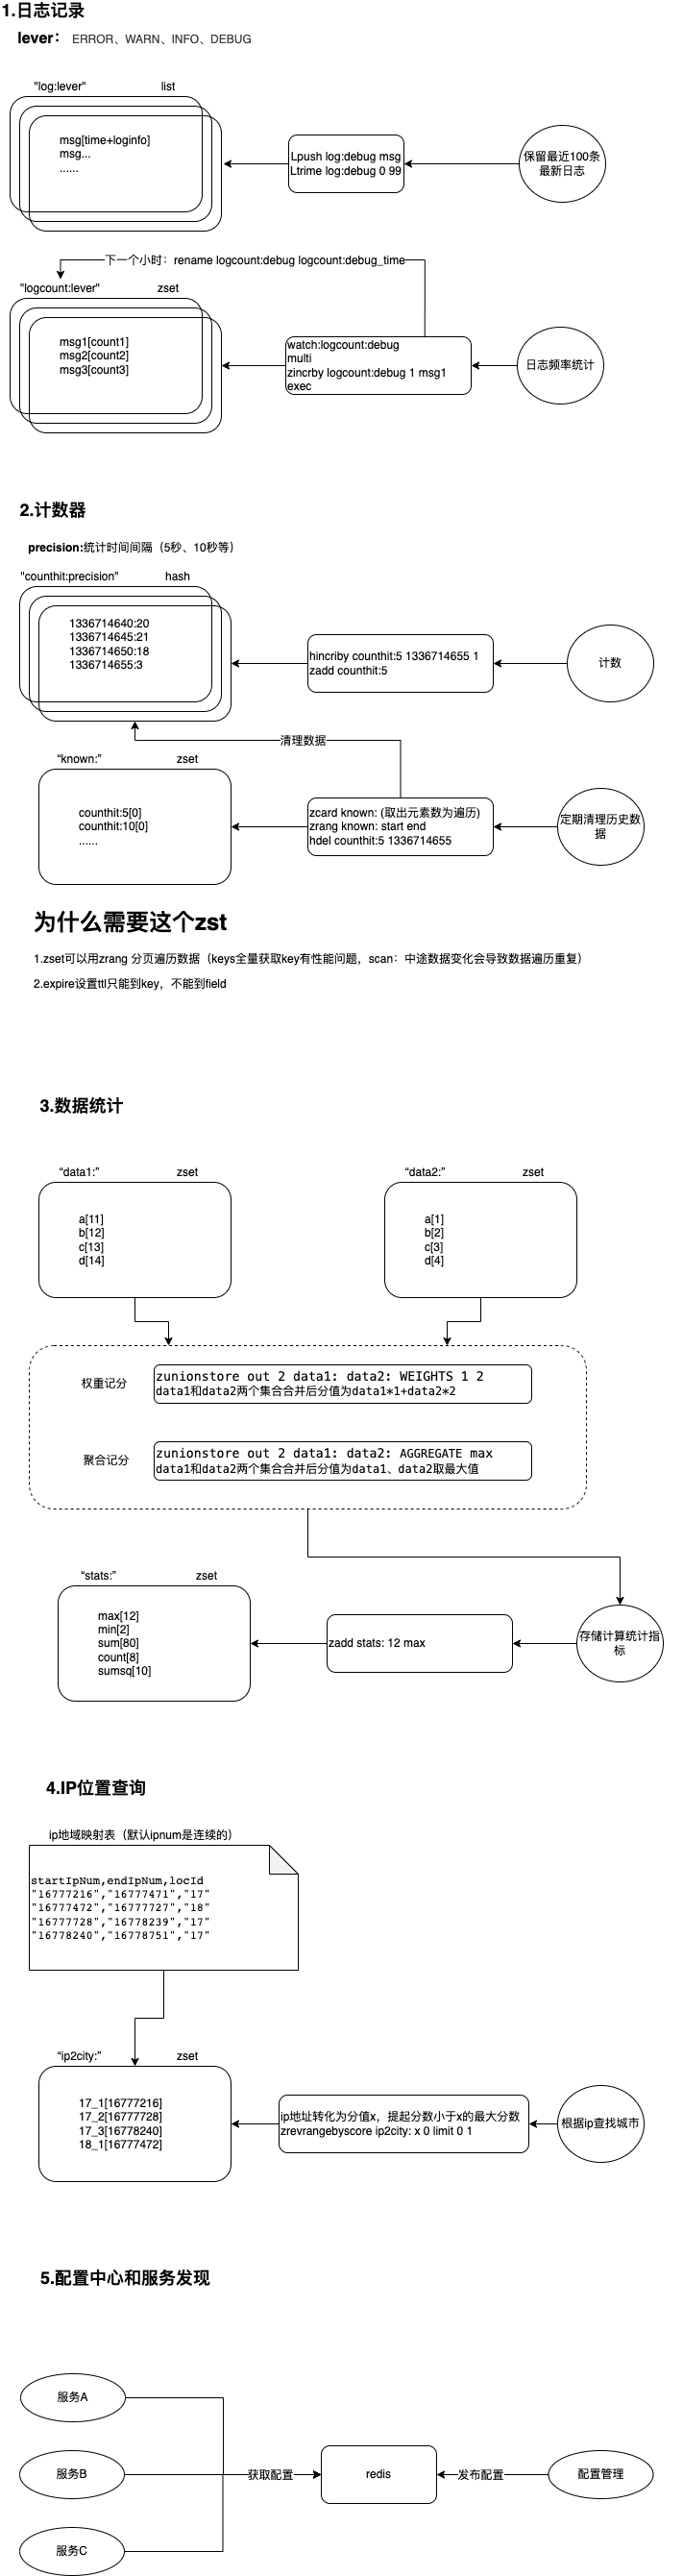 1.日志记录
lever： ERROR、WARN、INFO、DEBUG
"log:lever" list
msg[time+loginfo]
msg...
......
Lpush log:debug msg
Ltrime log:debug 0 99
保留最近100条
最新日志
下一个小时：rename logcount:debug logcount:debug_time
"logcount:lever" zset
msg1[count1]
msg2[count2]
msg3[count3]
watch:logcount:debug
multi
zincrby logcount:debug 1 msg1
exec
日志频率统计
2.计数器
precision:统计时间间隔（5秒、10秒等）
"counthit:precision" hash
1336714640:20
1336714645:21
1336714650:18
1336714655:3
hincriby counthit:5 1336714655 1
zadd counthit:5
计数
清理数据
“known:” zset
counthit:5[0]
counthit:10[0]
......
zcard known: (取出元素数为遍历)
zrang known: start end
hdel counthit:5 1336714655
定期清理历史数
据
为什么需要这个zst
1.zset可以用zrang 分页遍历数据（keys全量获取key有性能问题，scan：中途数据变化会导致数据遍历重复）
2.expire设置ttl只能到key，不能到field
3.数据统计
“data1:” zset
a[11]
b[12]
c[13]
d[14]
“data2:” zset
a[1]
b[2]
c[3]
d[4]
权重记分
zunionstore out 2 data1: data2: WEIGHTS 1 2
data1和data2两个集合合并后分值为data1*1+data2*2
聚合记分
zunionstore out 2 data1: data2: AGGREGATE max
data1和data2两个集合合并后分值为data1、data2取最大值
“stats:” zset
max[12]
min[2]
sum[80]
count[8]
sumsq[10]
zadd stats: 12 max
存储计算统计指
标
4.IP位置查询
ip地域映射表（默认ipnum是连续的）
startIpNum,endIpNum,locId
"16777216","16777471","17"
"16777472","16777727","18"
"16777728","16778239","17"
"16778240","16778751","17"
“ip2city:” zset
17_1[16777216]
17_2[16777728]
17_3[16778240]
18_1[16777472]
ip地址转化为分值x，提起分数小于x的最大分数
zrevrangebyscore ip2city: x 0 limit 0 1
根据ip查找城市
5.配置中心和服务发现
服务A
服务B
获取配置
redis
发布配置
配置管理
服务C